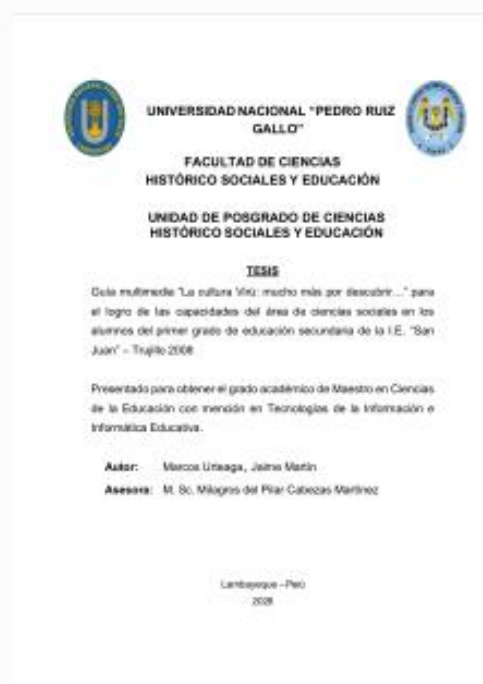 UNIVERSIDAD NACIONAL "PEDRO RUIZ
GALLO"
FACULTAD DE CIENCIAS
HISTÓRICO SOCIALES Y EDUCACIÓN
UNIDAD DE POSGRADO DE CIENCIAS
HISTÓRICO SOCIALES Y EDUCACIÓN
TESIS
Guía multimedia "La cultura Virú: mucho más por descubrir..." para
el logro de las capacidades del área de ciencias sociales en los
alumnos del primer grado de educación secundaria de la I.E. "San
Juan" – Trujillo 2008
Presentado para obtener el grado académico de Maestro en Ciencias
de la Educación con mención en Tecnologías de la Información e
Informática Educativa.
Autor: Marcos Urteaga, Jaime Martín
Asesora: M. Sc. Milagros del Pilar Cabezas Martínez
Lambayeque – Perú